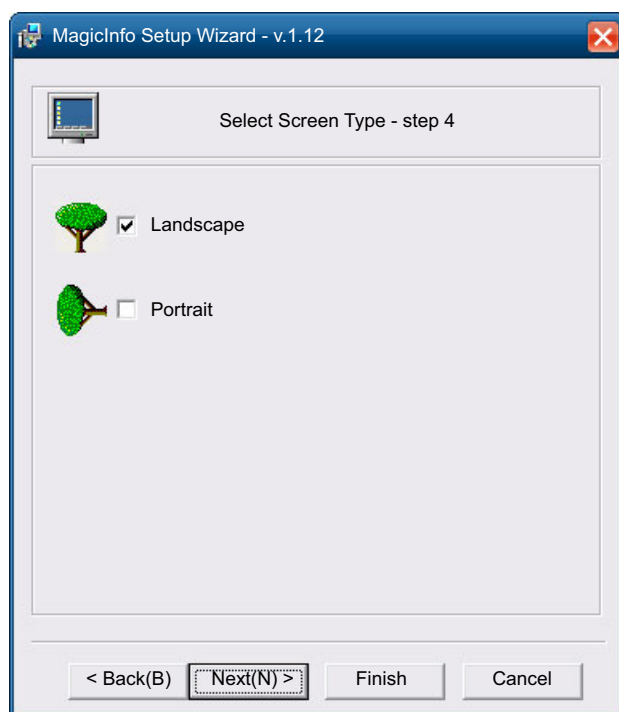 MagicInfo Setup Wizard - v.1.12
Select Screen Type - step 4
Landscape
Portrait
< Back(B) Next(N) > Finish Cancel